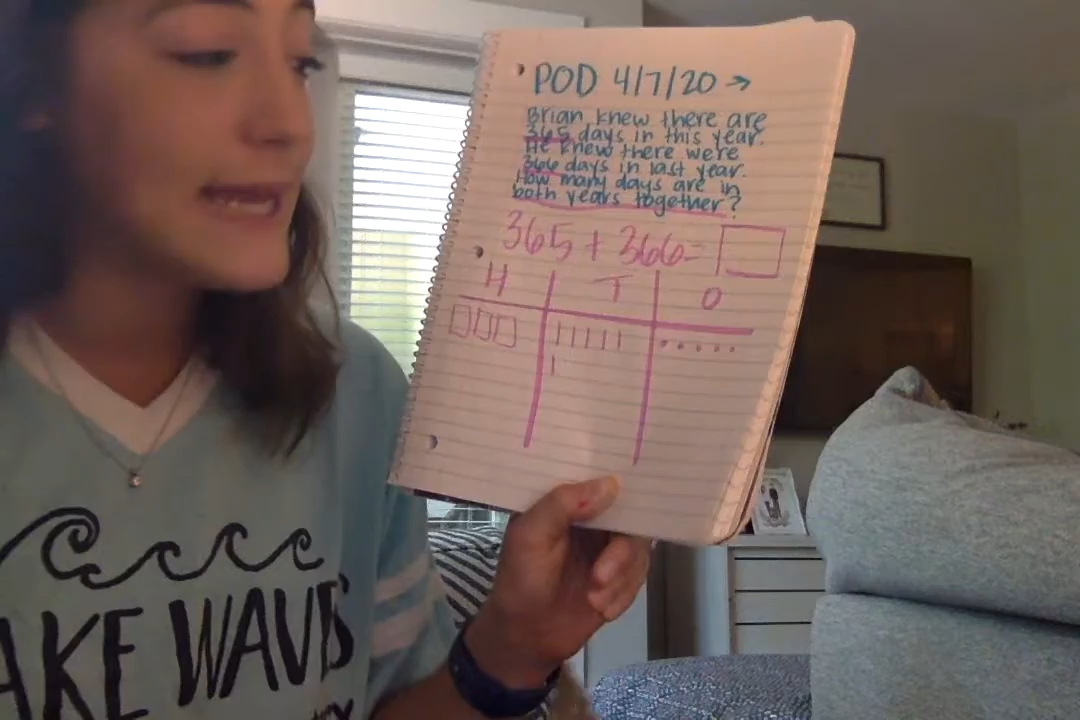 POD 4/7/20 →
Brian knew there are
365 days in this year.
He knew there were
366 days in last year.
How many days are in
both years together?
365 + 366 =
H T O
AKE WAVES